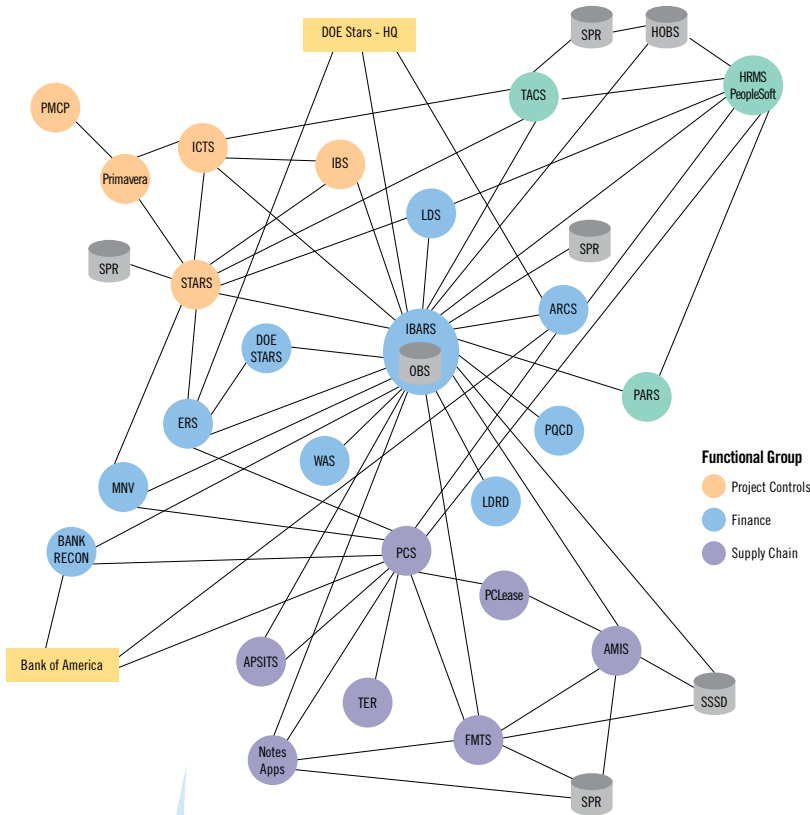 DOE Stars - HQ
SPR
HOBS
HRMS
PeopleSoft
TACS
PMCP
ICTS
IBS
Primavera
LDS
SPR
SPR
STARS
ARCS
IBARS
OBS
DOE
STARS
PARS
ERS
PQCD
WAS
Functional Group
MNV
Project Controls
LDRD
Finance
BANK
RECON
PCS
Supply Chain
PCLease
AMIS
Bank of America
APSITS
TER
SSSD
FMTS
Notes
Apps
SPR